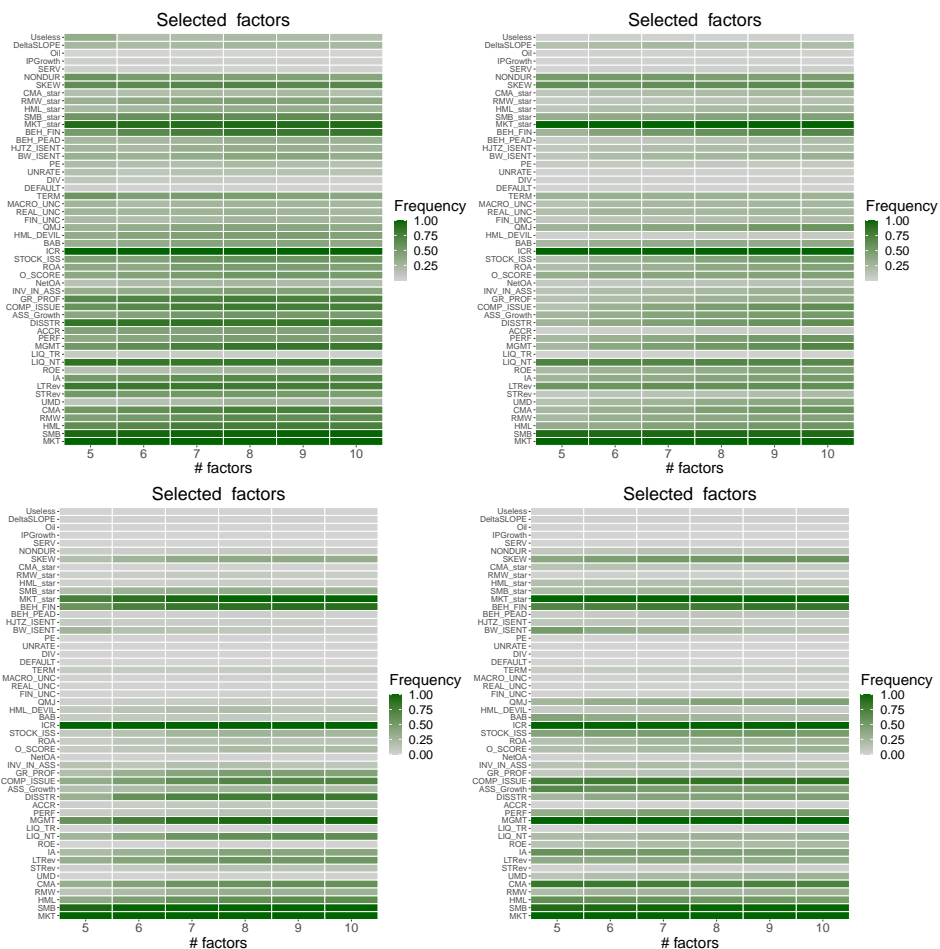 Selected factors
Useless
DeltaSLOPE
Oil
IPGrowth
SERV
NONDUR
SKEW
CMA_star
RMW_star
HML_star
SMB_star
MKT_star
BEH_FIN
BEH_PEAD
HJTZ_ISENT
BW_ISENT
PE
UNRATE
DIV
DEFAULT
TERM
MACRO_UNC
REAL_UNC
FIN_UNC
QMJ
HML_DEVIL
BAB
ICR
STOCK_ISS
ROA
O_SCORE
NetOA
INV_IN_ASS
GR_PROF
COMP_ISSUE
ASS_Growth
DISSTR
ACCR
PERF
MGMT
LIQ_TR
LIQ_NT
ROE
IA
LTRev
STRev
UMD
CMA
RMW
HML
SMB
MKT
5 6 7 8 9 10
# factors
Frequency
1.00
0.75
0.50
0.25
Selected factors
Useless
DeltaSLOPE
Oil
IPGrowth
SERV
NONDUR
SKEW
CMA_star
RMW_star
HML_star
SMB_star
MKT_star
BEH_FIN
BEH_PEAD
HJTZ_ISENT
BW_ISENT
PE
UNRATE
DIV
DEFAULT
TERM
MACRO_UNC
REAL_UNC
FIN_UNC
QMJ
HML_DEVIL
BAB
ICR
STOCK_ISS
ROA
O_SCORE
NetOA
INV_IN_ASS
GR_PROF
COMP_ISSUE
ASS_Growth
DISSTR
ACCR
PERF
MGMT
LIQ_TR
LIQ_NT
ROE
IA
LTRev
STRev
UMD
CMA
RMW
HML
SMB
MKT
5 6 7 8 9 10
# factors
Frequency
1.00
0.75
0.50
0.25
Selected factors
Useless
DeltaSLOPE
Oil
IPGrowth
SERV
NONDUR
SKEW
CMA_star
RMW_star
HML_star
SMB_star
MKT_star
BEH_FIN
BEH_PEAD
HJTZ_ISENT
BW_ISENT
PE
UNRATE
DIV
DEFAULT
TERM
MACRO_UNC
REAL_UNC
FIN_UNC
QMJ
HML_DEVIL
BAB
ICR
STOCK_ISS
ROA
O_SCORE
NetOA
INV_IN_ASS
GR_PROF
COMP_ISSUE
ASS_Growth
DISSTR
ACCR
PERF
MGMT
LIQ_TR
LIQ_NT
ROE
IA
LTRev
STRev
UMD
CMA
RMW
HML
SMB
MKT
5 6 7 8 9 10
# factors
Frequency
1.00
0.75
0.50
0.25
0.00
Selected factors
Useless
DeltaSLOPE
Oil
IPGrowth
SERV
NONDUR
SKEW
CMA_star
RMW_star
HML_star
SMB_star
MKT_star
BEH_FIN
BEH_PEAD
HJTZ_ISENT
BW_ISENT
PE
UNRATE
DIV
DEFAULT
TERM
MACRO_UNC
REAL_UNC
FIN_UNC
QMJ
HML_DEVIL
BAB
ICR
STOCK_ISS
ROA
O_SCORE
NetOA
INV_IN_ASS
GR_PROF
COMP_ISSUE
ASS_Growth
DISSTR
ACCR
PERF
MGMT
LIQ_TR
LIQ_NT
ROE
IA
LTRev
STRev
UMD
CMA
RMW
HML
SMB
MKT
5 6 7 8 9 10
# factors
Frequency
1.00
0.75
0.50
0.25
0.00